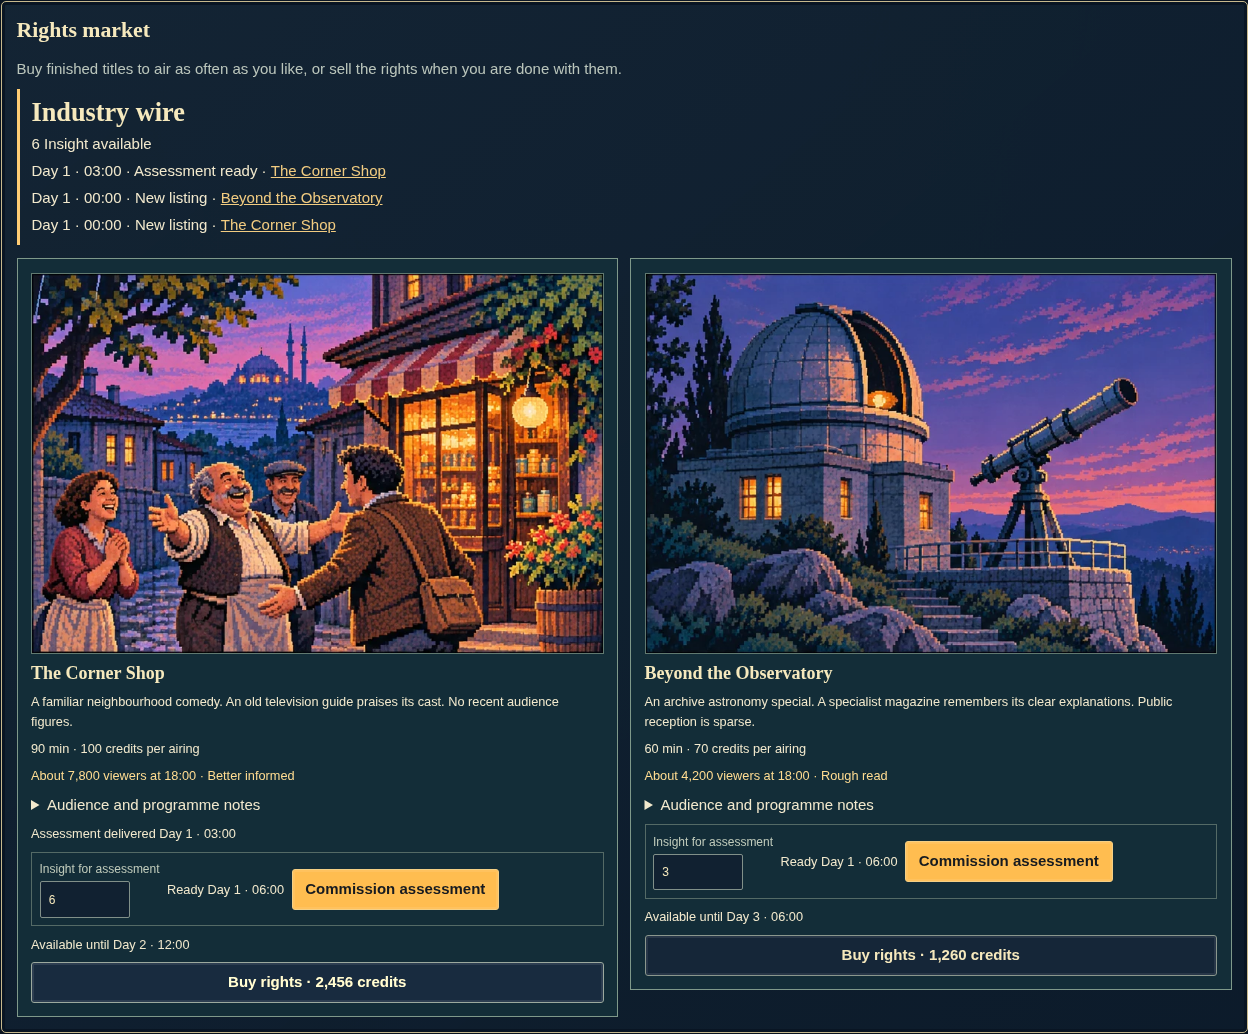 Rights market
Buy finished titles to air as often as you like, or sell the rights when you are done with them.
Industry wire
6 Insight available
Day 1 · 03:00 · Assessment ready · The Corner Shop
Day 1 · 00:00 · New listing · Beyond the Observatory
Day 1 · 00:00 · New listing · The Corner Shop
The Corner Shop
A familiar neighbourhood comedy. An old television guide praises its cast. No recent audience
figures.
90 min · 100 credits per airing
About 7,800 viewers at 18:00 · Better informed
Audience and programme notes
Assessment delivered Day 1 · 03:00
Insight for assessment
6
Ready Day 1 · 06:00
Commission assessment
Available until Day 2 · 12:00
Buy rights · 2,456 credits
Beyond the Observatory
An archive astronomy special. A specialist magazine remembers its clear explanations. Public
reception is sparse.
60 min · 70 credits per airing
About 4,200 viewers at 18:00 · Rough read
Audience and programme notes
Insight for assessment
3
Ready Day 1 · 06:00
Commission assessment
Available until Day 3 · 06:00
Buy rights · 1,260 credits